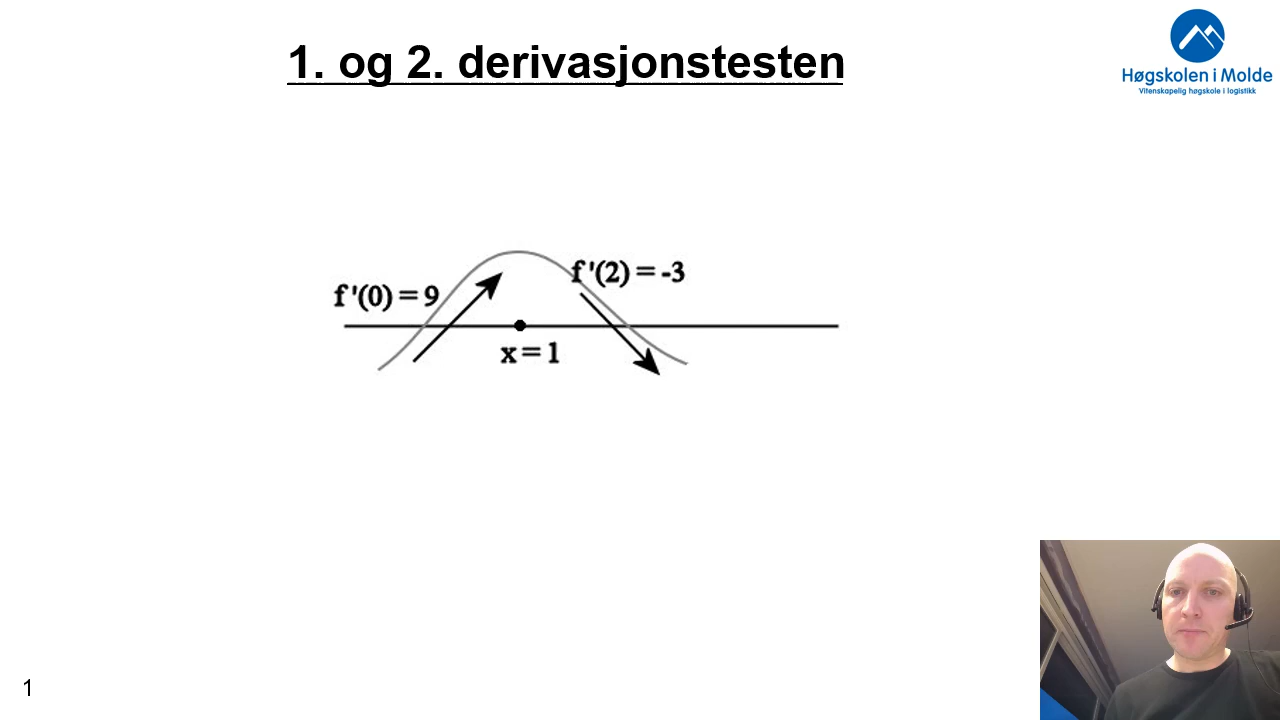 1. og 2. derivasjonstesten
Høgskolen i Molde
Vitenskapelig høgskole i logistikk
f'(0) = 9
f'(2) = -3
x = 1
1